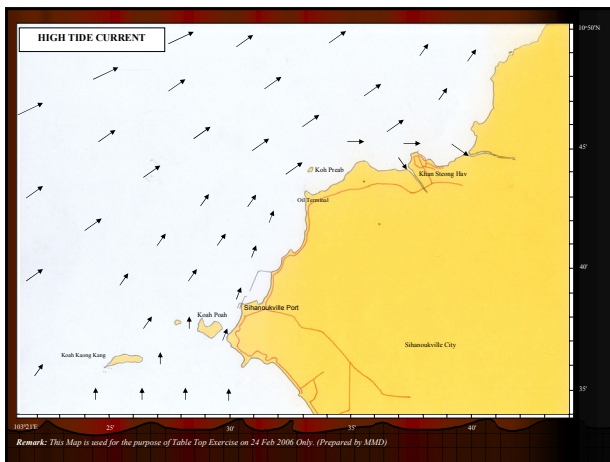 HIGH TIDE CURRENT
10°50'N
45'
Koh Preab
Khan Steong Hav
Oil Terminal
40'
Sihanoukville Port
Koah Poah
Sihanoukville City
Koah Kaong Kang
35'
103°21'E
25'
30'
35'
40'
Remark: This Map is used for the purpose of Table Top Exercise on 24 Feb 2006 Only. (Prepared by MMD)